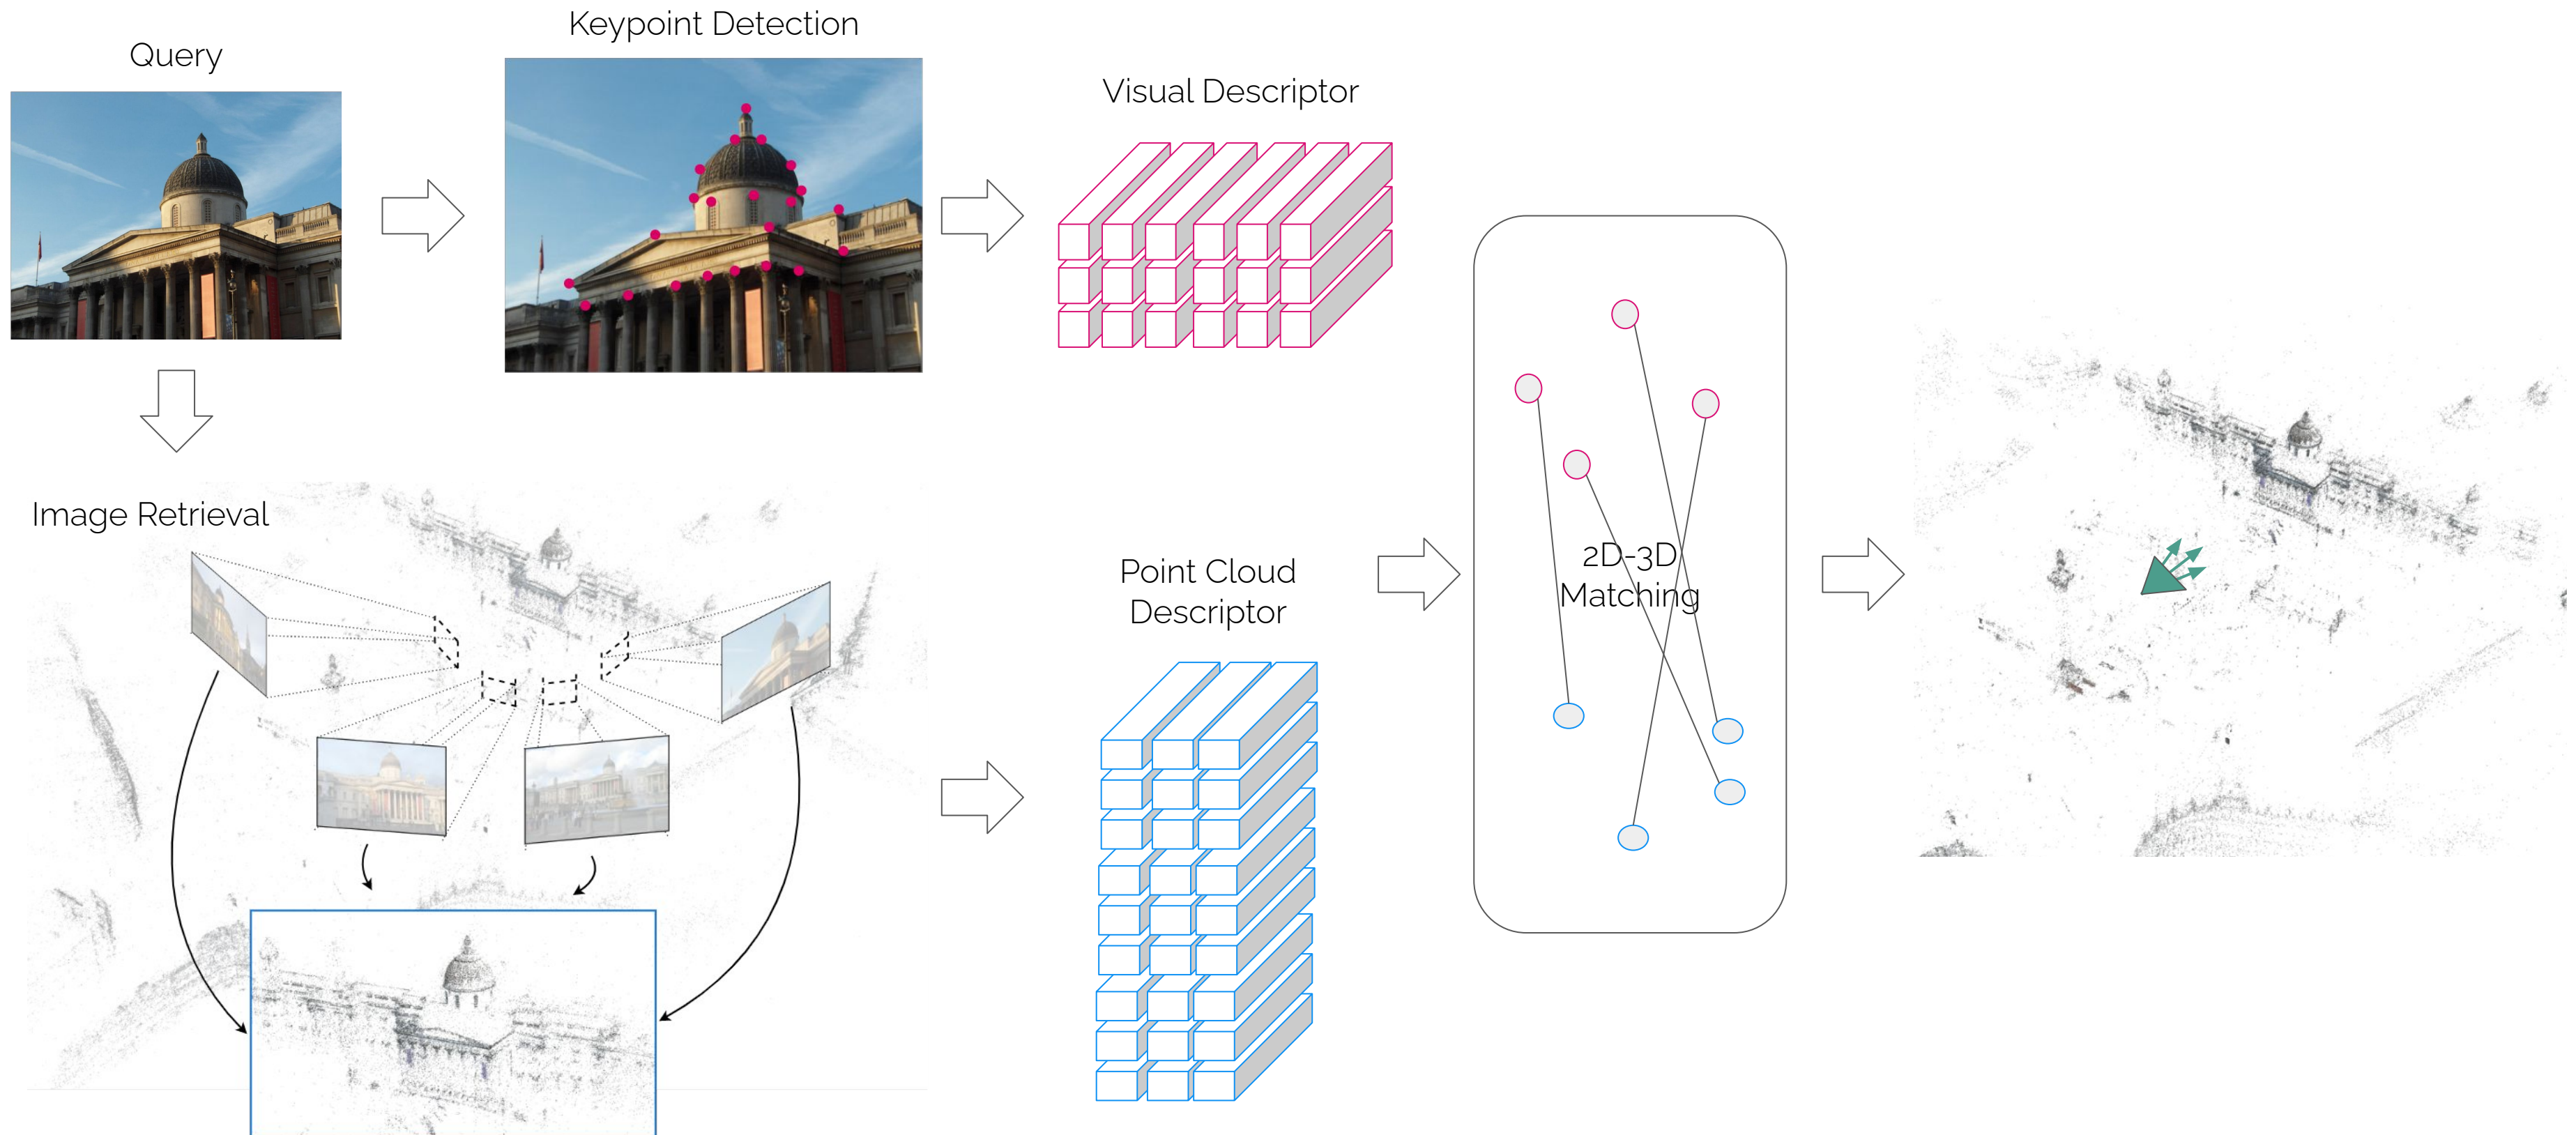 Query
Keypoint Detection
Visual Descriptor
Image Retrieval
Point Cloud
Descriptor
2D-3D
Matching